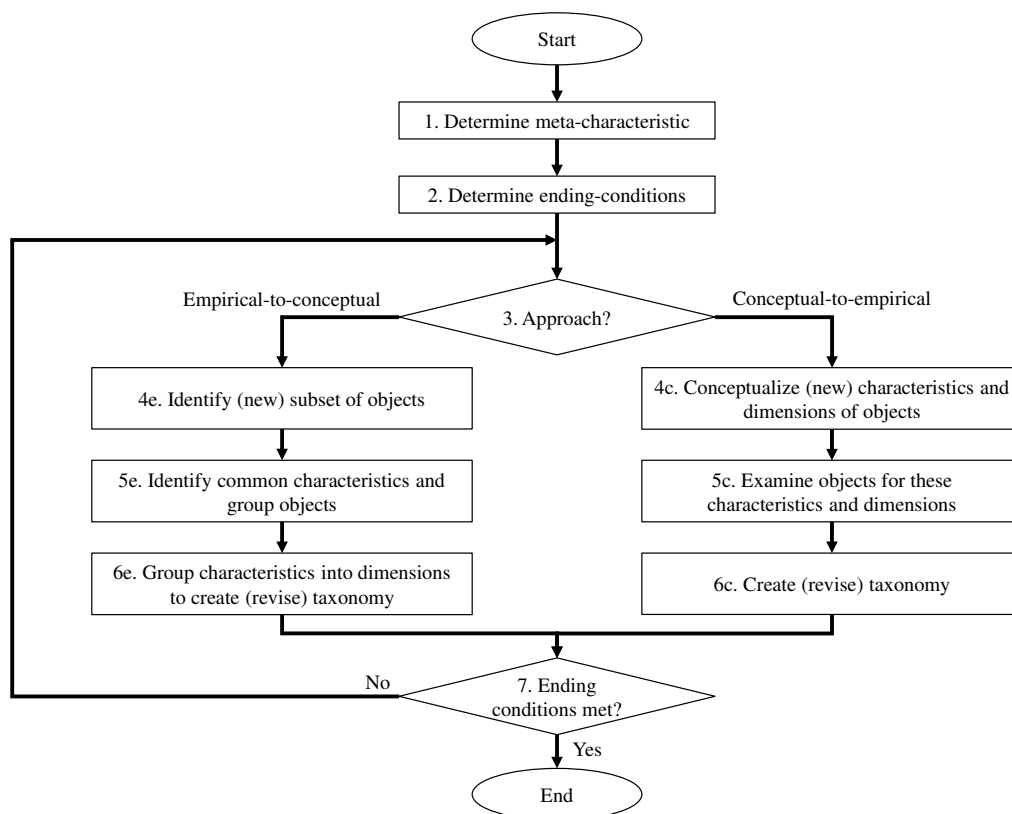 Start
1. Determine meta-characteristic
2. Determine ending-conditions
Empirical-to-conceptual
Conceptual-to-empirical
3. Approach?
4e. Identify (new) subset of objects
4c. Conceptualize (new) characteristics and
dimensions of objects
5e. Identify common characteristics and
group objects
5c. Examine objects for these
characteristics and dimensions
6e. Group characteristics into dimensions
to create (revise) taxonomy
6c. Create (revise) taxonomy
No
7. Ending
conditions met?
Yes
End